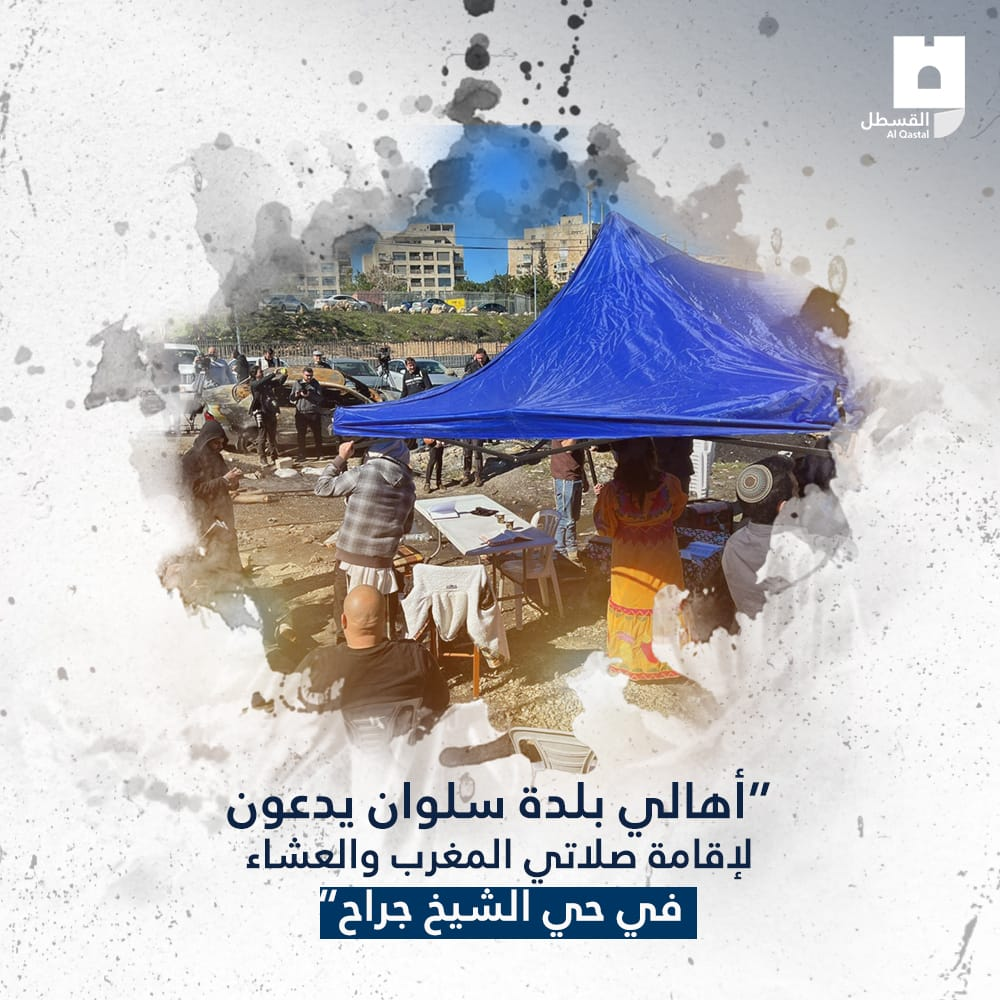 القسطل
Al Qastal
"أهالي بلدة سلوان يدعون
لإقامة صلاتي المغرب والعشاء
في حي الشيخ جراح"